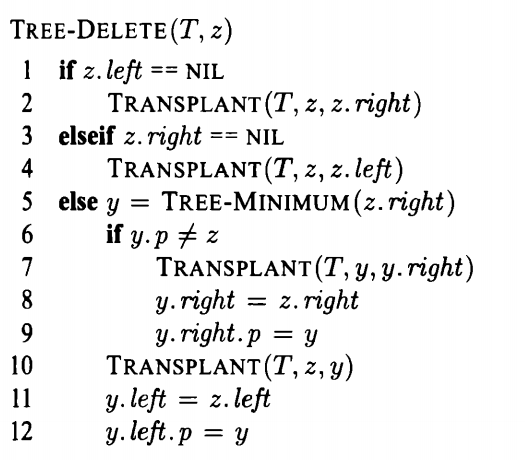 TREE-DELETE(T, z)
1 if z.left == NIL
2 TRANSPLANT(T, z, z.right)
3 elseif z.right == NIL
4 TRANSPLANT(T, z, z.left)
5 else y = TREE-MINIMUM(z.right)
6 if y.p ≠ z
7 TRANSPLANT(T, y, y.right)
8 y.right = z.right
9 y.right.p = y
10 TRANSPLANT(T, z, y)
11 y.left = z.left
12 y.left.p = y